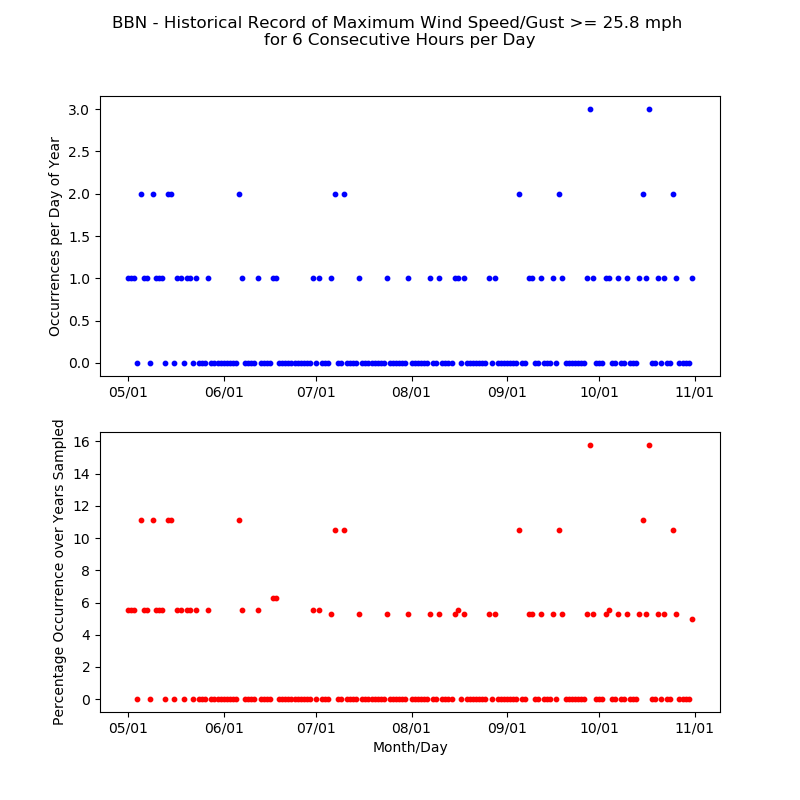 BBN - Historical Record of Maximum Wind Speed/Gust >= 25.8 mph
for 6 Consecutive Hours per Day
Occurrences per Day of Year
3.0
2.5
2.0
1.5
1.0
0.5
0.0
05/01 06/01 07/01 08/01 09/01 10/01 11/01
Percentage Occurrence over Years Sampled
16
14
12
10
8
6
4
2
0
05/01 06/01 07/01 08/01 09/01 10/01 11/01
Month/Day